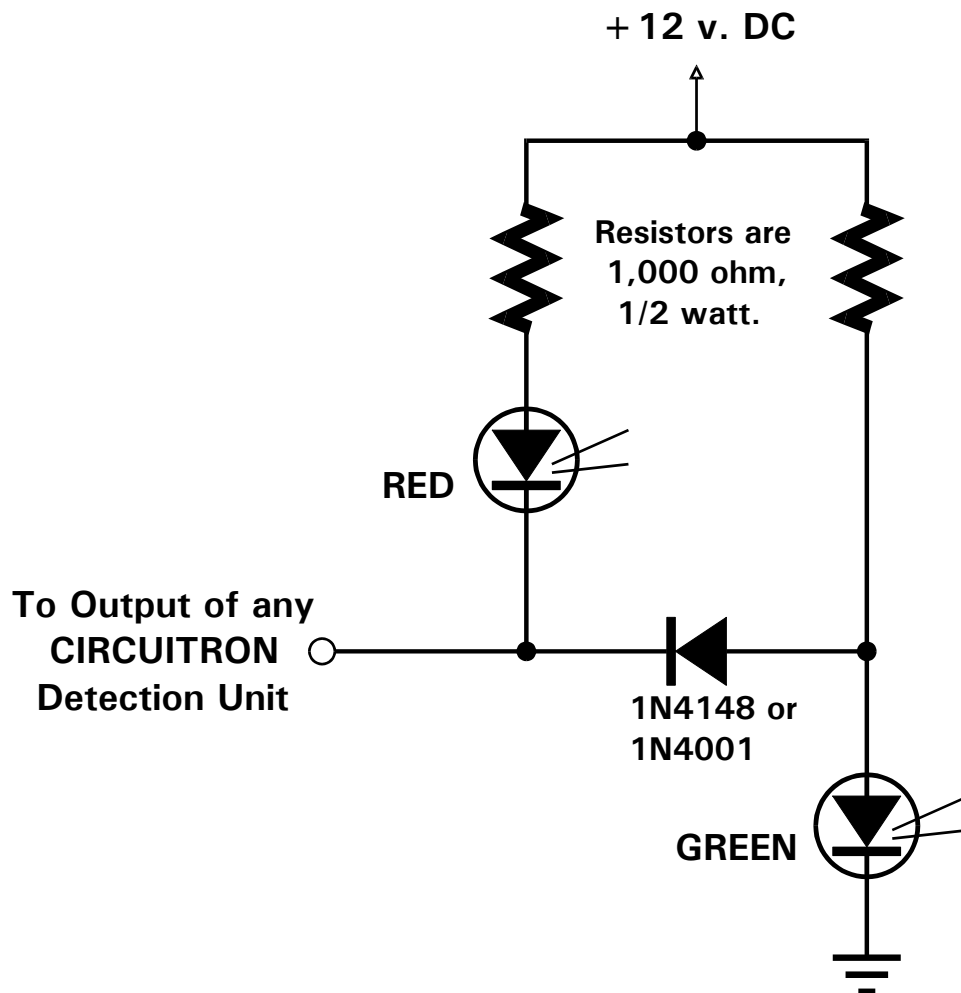 + 12 v. DC
Resistors are
1,000 ohm,
1/2 watt.
RED
To Output of any
CIRCUITRON
Detection Unit
1N4148 or
1N4001
GREEN